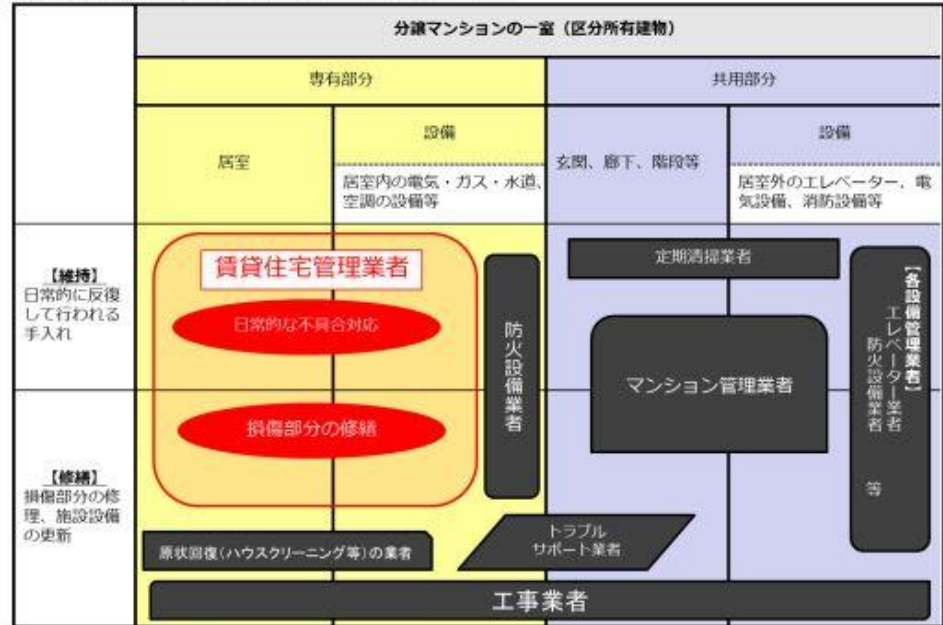 分譲マンションの一室（区分所有建物）
専有部分
共用部分
居室
設備
居室内の電気・ガス・水道、
空調の設備等
玄関、廊下、階段等
設備
居室外のエレベーター、電
気設備、消防設備等
【維持】
日常的に反復
して行われる
手入れ
賃貸住宅管理業者
日常的な不具合対応
防火設備業者
定期清掃業者
マンション管理業者
【各設備管理業者】
エレベーター業者
防火設備業者
等
【修繕】
損傷部分の修
理、施設設備
の更新
損傷部分の修繕
原状回復（ハウスクリーニング等）の業者
トラブル
サポート業者
工事業者